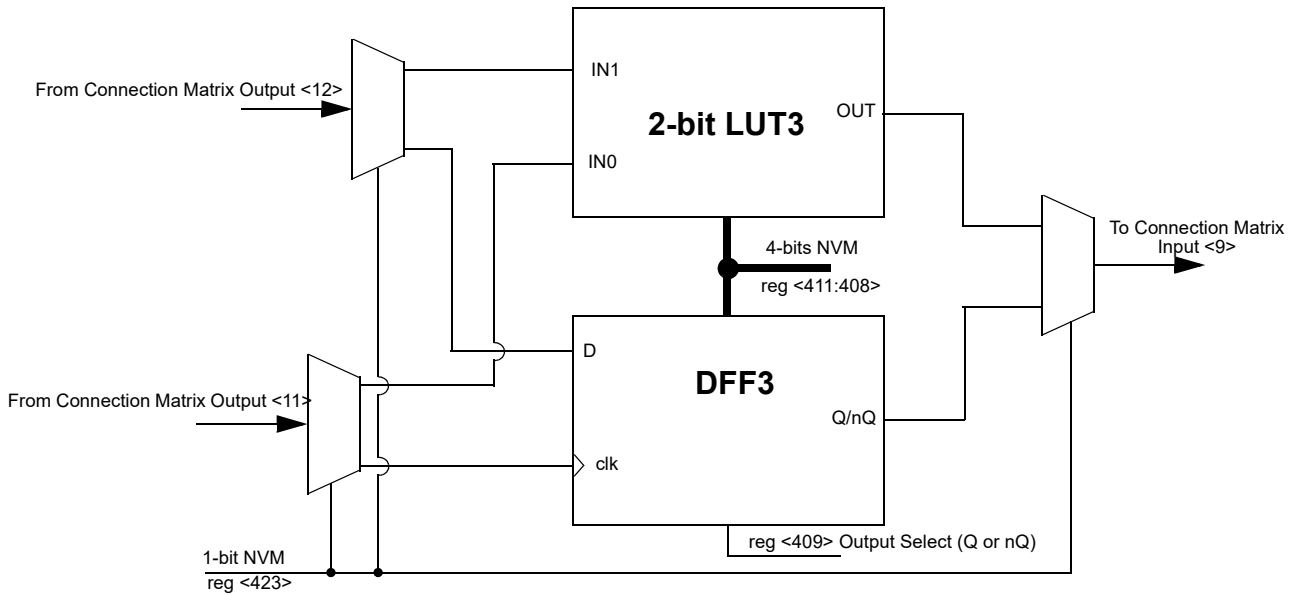 From Connection Matrix Output <12>
IN1
2-bit LUT3
OUT
IN0
To Connection Matrix
Input <9>
4-bits NVM
reg <411:408>
D
DFF3
From Connection Matrix Output <11>
Q/nQ
clk
reg <409> Output Select (Q or nQ)
1-bit NVM
reg <423>